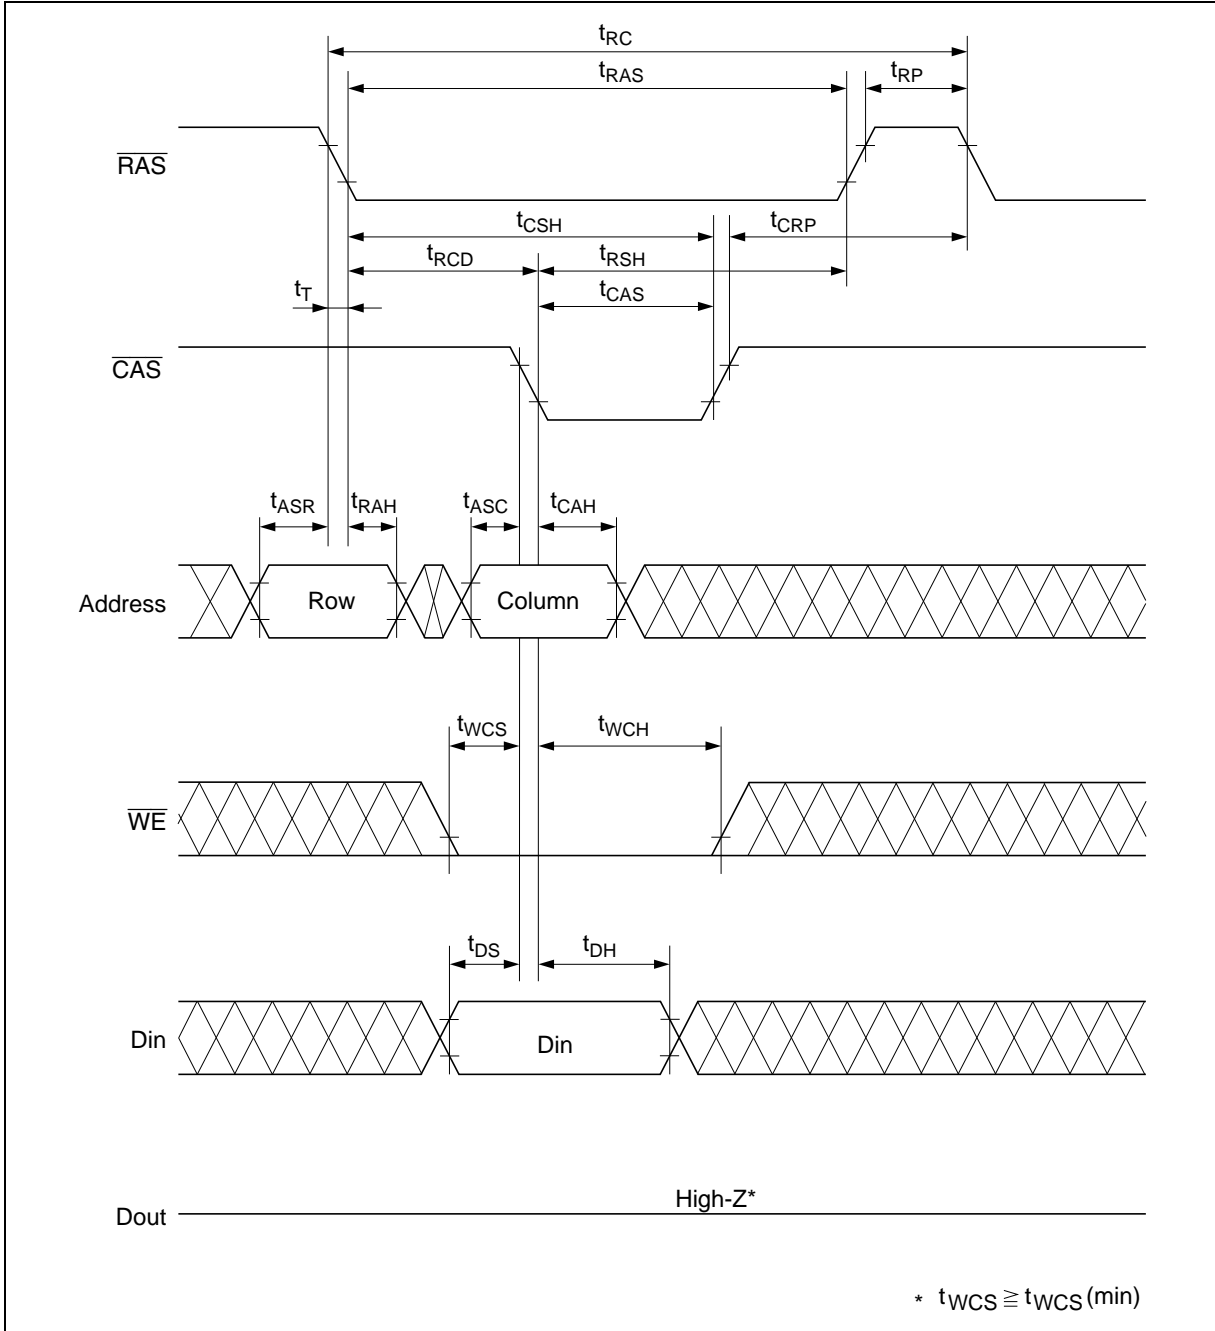 tRC
tRAS
tRP
RAS
tCSH
tCRP
tRCD
tRSH
tT
tCAS
CAS
tASR
tRAH
tASC
tCAH
Address
Row
Column
tWCS
tWCH
WE
tDS
tDH
Din
Din
High-Z*
Dout
* tWCS ≧ tWCS(min)